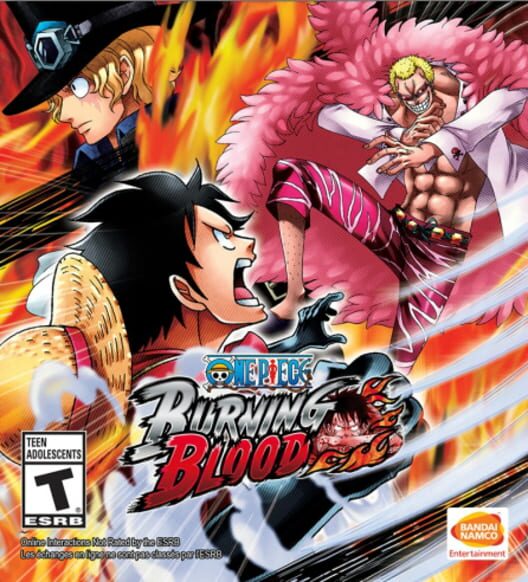 ONE PIECE
BURNING
BLOOD
TEEN
ADOLESCENTS
T
ESRB
Online Interactions Not Rated by the ESRB
Les échanges en ligne ne sont pas classés par l'ESRB
BANDAI
NAMCO
Entertainment